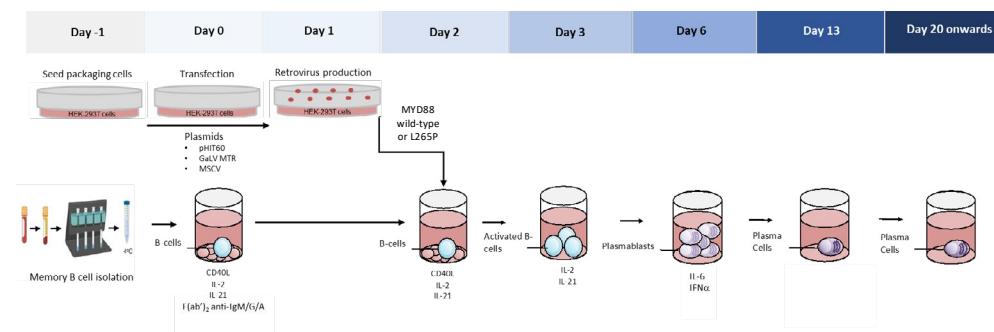 Day -1
Day 0
Day 1
Day 2
Day 3
Day 6
Day 13
Day 20 onwards
Seed packaging cells
Transfection
Retrovirus production
HEK-293T cells
HEK-293T cells
HEK-293T cells
MYD88
wild-type
or L265P
Plasmids
• pHIT60
• GaLV MTR
• MSCV
4ºC
Memory B cell isolation
B-cells
CD40L
IL-2
IL-21
F(ab')₂ anti-IgM/G/A
B-cells
CD40L
IL-2
IL-21
Activated B-
cells
IL-2
IL-21
Plasmablasts
IL-6
IFNα
Plasma
Cells
Plasma
Cells